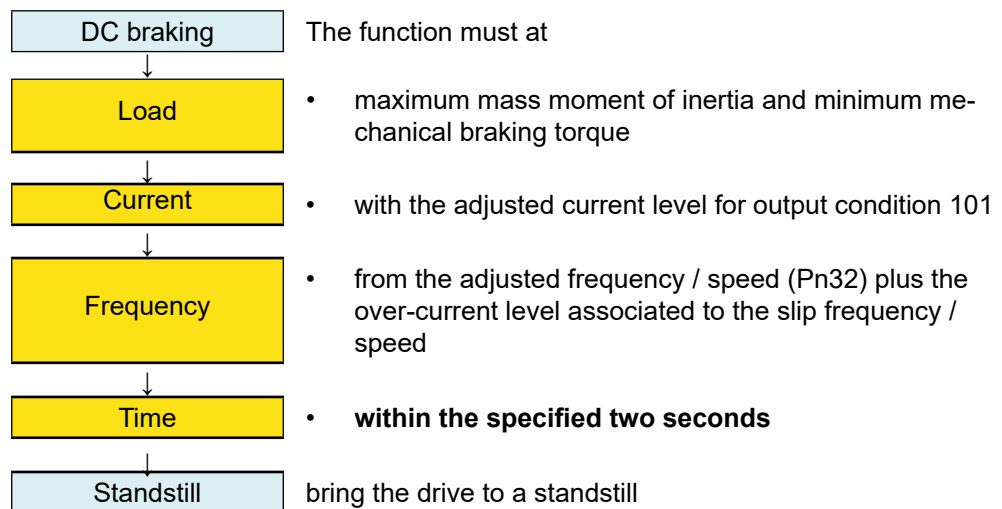 DC braking The function must at
↓
Load • maximum mass moment of inertia and minimum me-
chanical braking torque
↓
Current • with the adjusted current level for output condition 101
↓
Frequency • from the adjusted frequency / speed (Pn32) plus the
over-current level associated to the slip frequency /
speed
↓
Time • within the specified two seconds
↓
Standstill bring the drive to a standstill